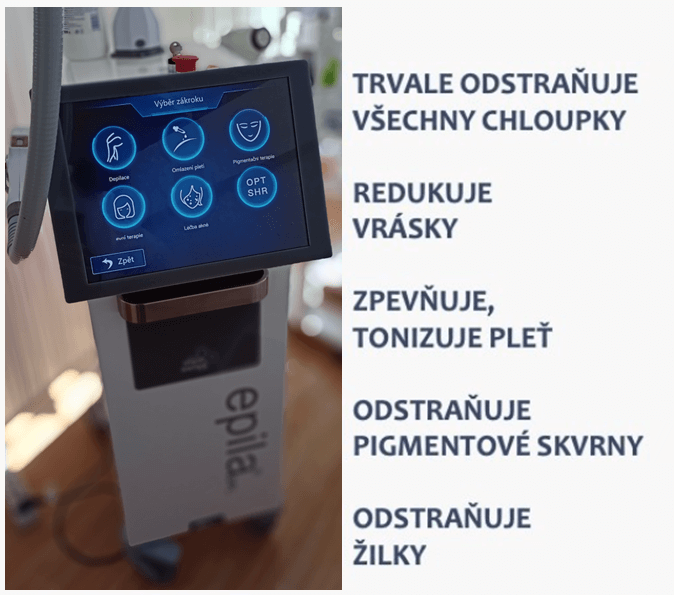 Výběr zákroku
Depilace
Omlazení pleti
Pigmentační terapie
OPT
SHR
evní terapie
Léčba akné
Zpět
epila
TRVALE ODSTRAŇUJE
VŠECHNY CHLOUPKY
REDUKUJE
VRÁSKY
ZPEVŇUJE,
TONIZUJE PLEŤ
ODSTRAŇUJE
PIGMENTOVÉ SKVRNY
ODSTRAŇUJE
ŽILKY